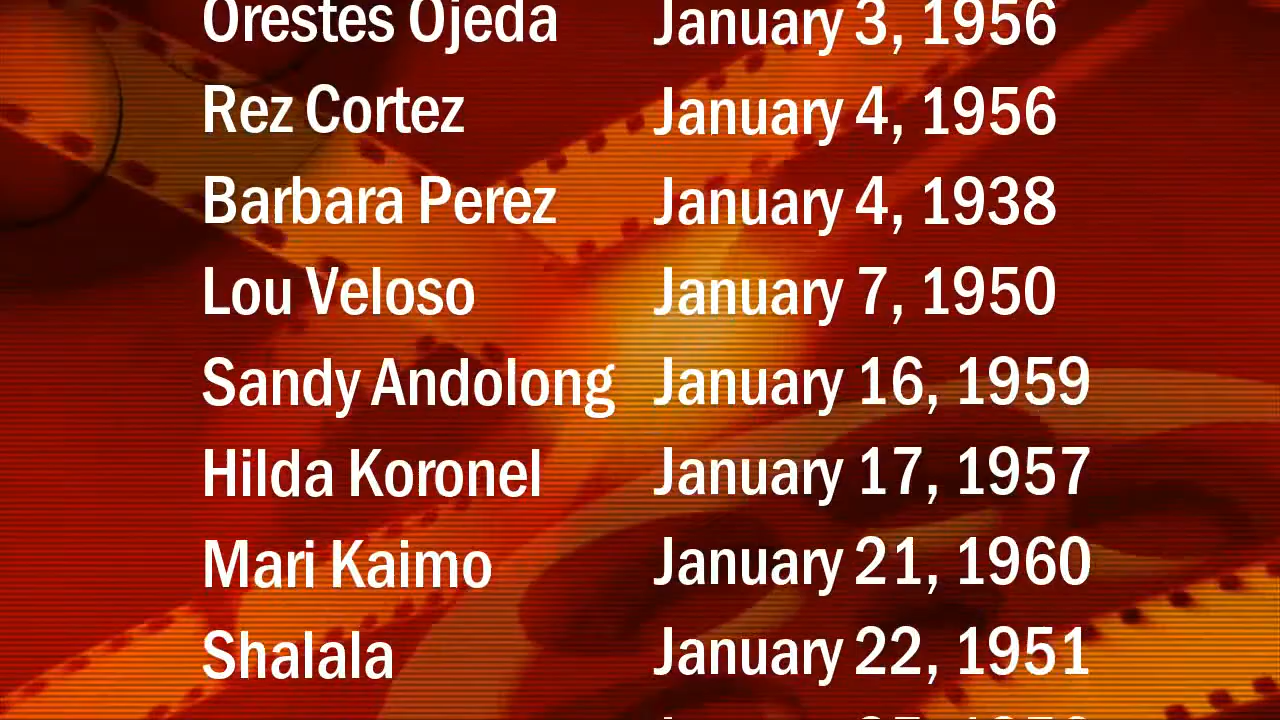 Orestes Ojeda January 3, 1956
Rez Cortez January 4, 1956
Barbara Perez January 4, 1938
Lou Veloso January 7, 1950
Sandy Andolong January 16, 1959
Hilda Koronel January 17, 1957
Mari Kaimo January 21, 1960
Shalala January 22, 1951